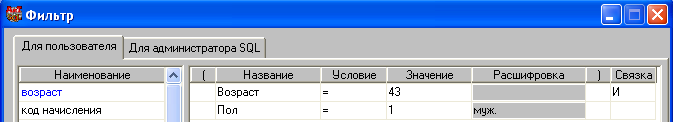 Фильтр
Для пользователя Для администратора SQL
Наименование ( Название Условие Значение Расшифровка ) Связка
возраст Возраст = 43 И
код начисления Пол = 1 муж.